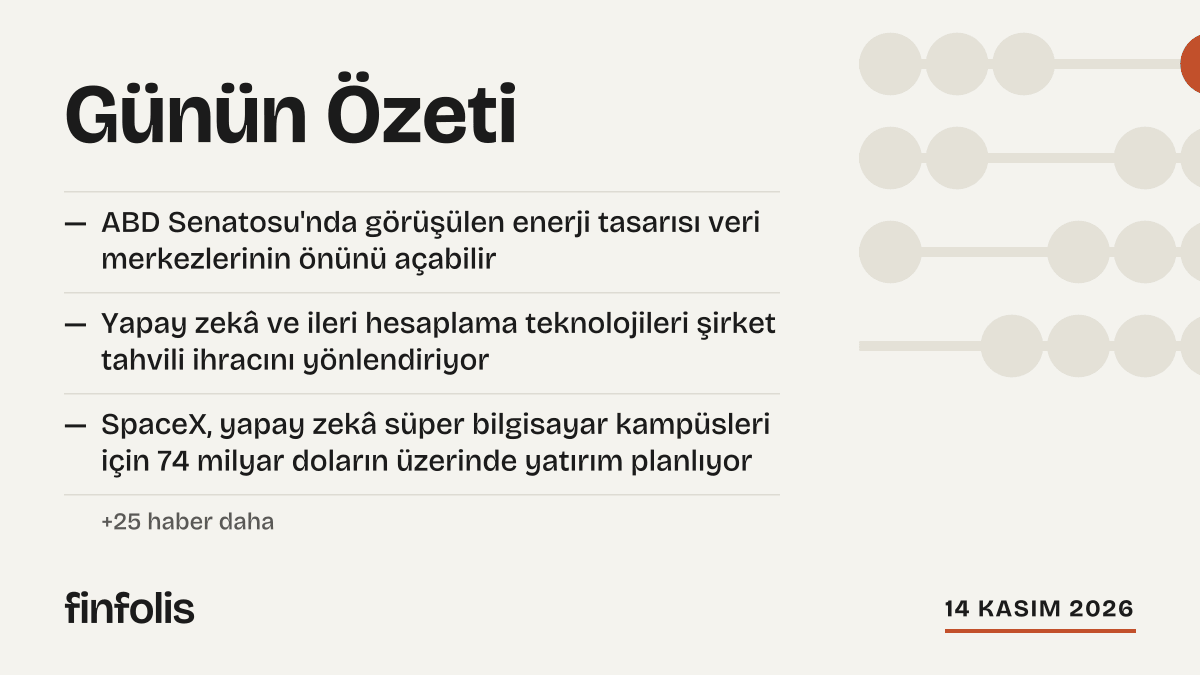 Günün Özeti
— ABD Senatosu'nda görüşülen enerji tasarısı veri
merkezlerinin önünü açabilir
— Yapay zekâ ve ileri hesaplama teknolojileri şirket
tahvili ihracını yönlendiriyor
— SpaceX, yapay zekâ süper bilgisayar kampüsleri
için 74 milyar doların üzerinde yatırım planlıyor
+25 haber daha
finfolis
14 KASIM 2026